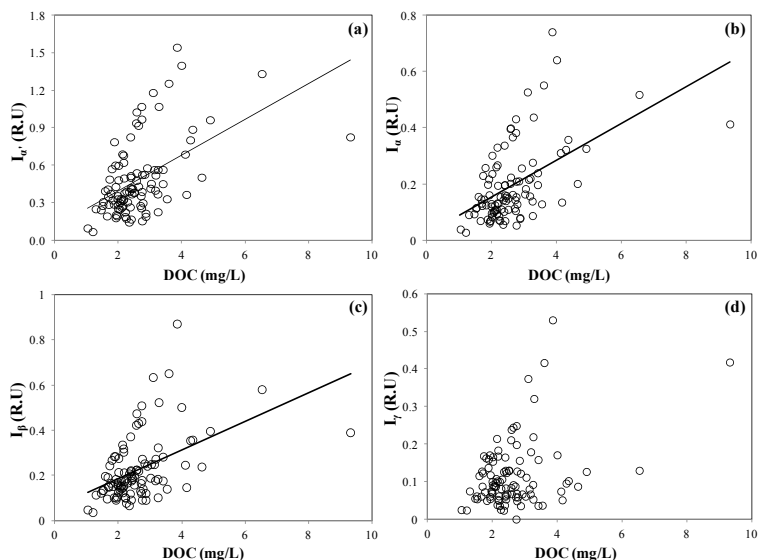 1.8
(a)
1.5
1.2
0.9
0.6
0.3
0.0
0 2 4 6 8 10
I_α' (R.U)
DOC (mg/L)
0.8
(b)
0.6
0.4
0.2
0
0 2 4 6 8 10
I_α (R.U)
DOC (mg/L)
1
(c)
0.8
0.6
0.4
0.2
0
0 2 4 6 8 10
I_β (R.U)
DOC (mg/L)
0.6
(d)
0.5
0.4
0.3
0.2
0.1
0
0 2 4 6 8 10
I_γ (R.U)
DOC (mg/L)